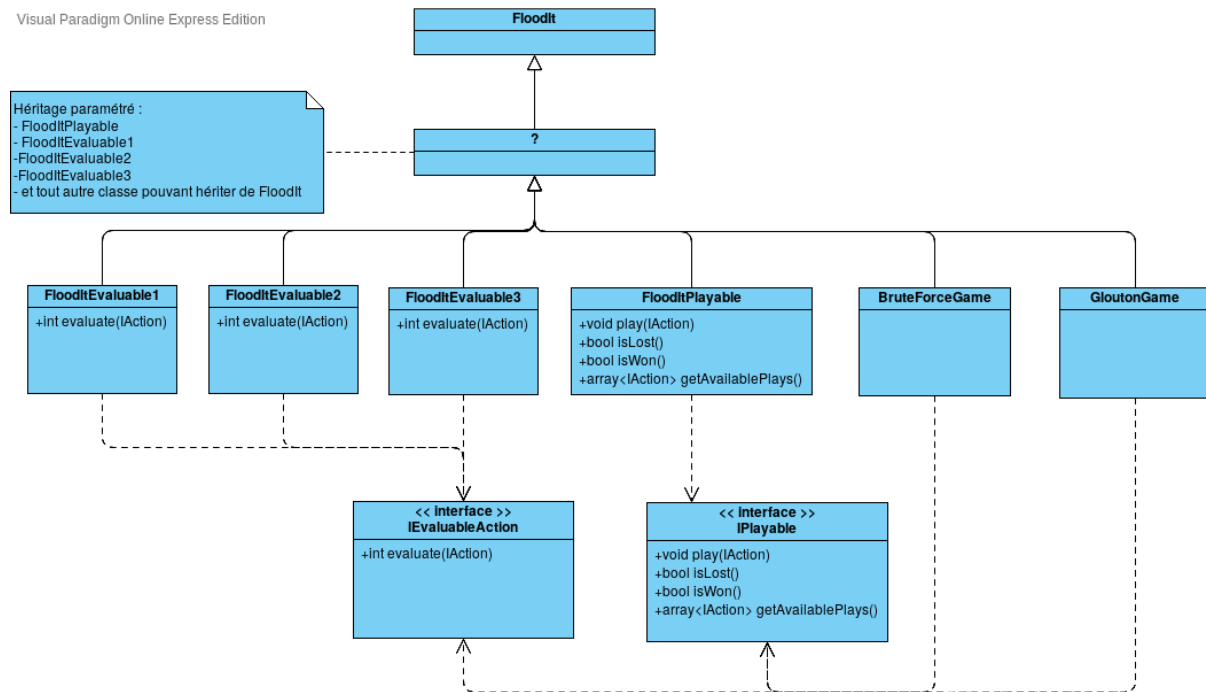 Visual Paradigm Online Express Edition
FloodIt
Héritage paramétré :
- FloodItPlayable
- FloodItEvaluable1
-FloodItEvaluable2
-FloodItEvaluable3
- et tout autre classe pouvant hériter de FloodIt
?
FloodItEvaluable1
+int evaluate(IAction)
FloodItEvaluable2
+int evaluate(IAction)
FloodItEvaluable3
+int evaluate(IAction)
FloodItPlayable
+void play(IAction)
+bool isLost()
+bool isWon()
+array<IAction> getAvailablePlays()
BruteForceGame
GloutonGame
<< interface >>
IEvaluableAction
+int evaluate(IAction)
<< interface >>
IPlayable
+void play(IAction)
+bool isLost()
+bool isWon()
+array<IAction> getAvailablePlays()